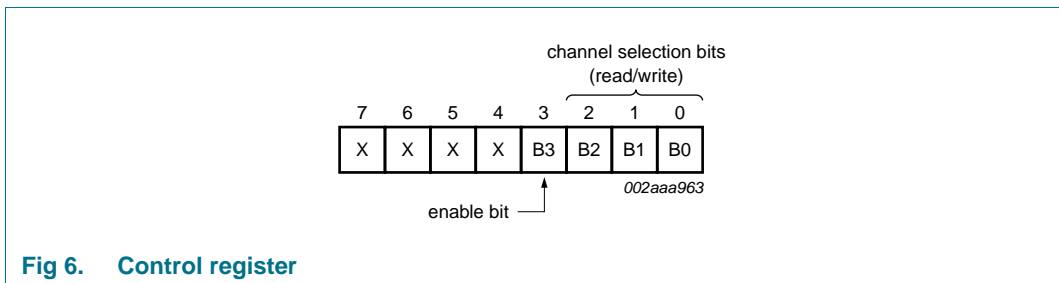 channel selection bits
(read/write)
7 6 5 4 3 2 1 0
X X X X B3 B2 B1 B0
002aaa963
enable bit
Fig 6. Control register